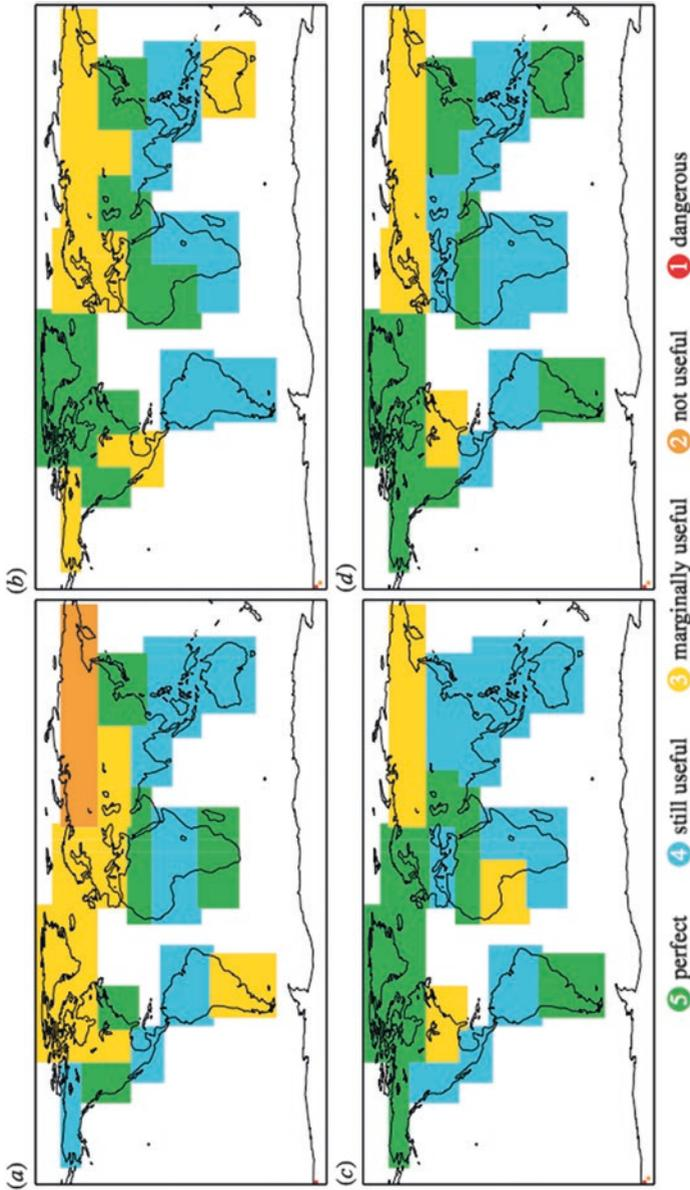 (a)
(b)
(c)
(d)
5 perfect 4 still useful 3 marginally useful 2 not useful 1 dangerous